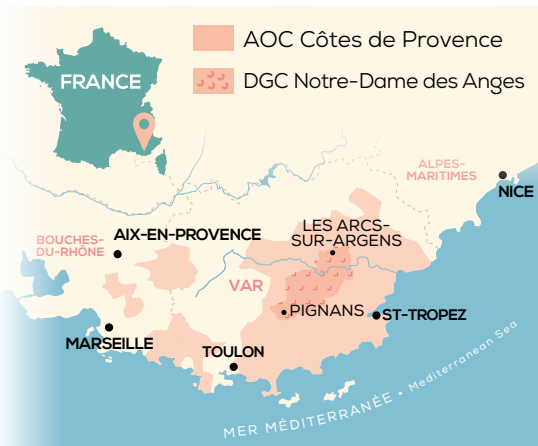 FRANCE
AOC Côtes de Provence
DGC Notre-Dame des Anges
ALPES-
MARITIMES
NICE
LES ARCS-
SUR-ARGENS
AIX-EN-PROVENCE
BOUCHES-
DU-RHÔNE
VAR
PIGNANS
ST-TROPEZ
MARSEILLE
TOULON
MER MÉDITERRANÉE • Mediterranean Sea